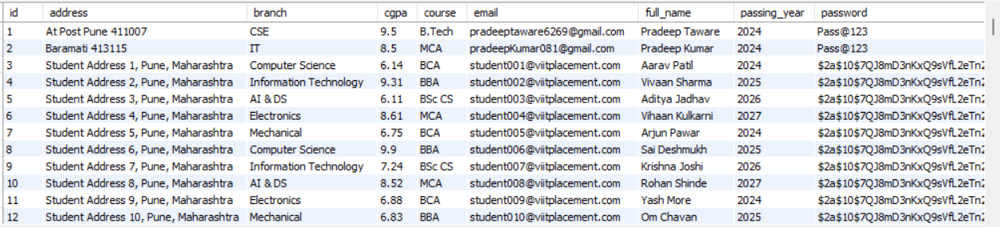 id address branch cgpa course email full_name passing_year password
1 At Post Pune 411007 CSE 9.5 B.Tech pradeeptaware6269@gmail.com Pradeep Taware 2024 Pass@123
2 Baramati 413115 IT 8.5 MCA pradeepKumar081@gmail.com Pradeep Kumar 2024 Pass@123
3 Student Address 1, Pune, Maharashtra Computer Science 6.14 BCA student001@viitplacement.com Aarav Patil 2024 $2a$10$7QJ8mD3nKxQ9sVfL2eTn2
4 Student Address 2, Pune, Maharashtra Information Technology 9.31 BBA student002@viitplacement.com Vivaan Sharma 2025 $2a$10$7QJ8mD3nKxQ9sVfL2eTn2
5 Student Address 3, Pune, Maharashtra AI & DS 6.11 BSc CS student003@viitplacement.com Aditya Jadhav 2026 $2a$10$7QJ8mD3nKxQ9sVfL2eTn2
6 Student Address 4, Pune, Maharashtra Electronics 8.61 MCA student004@viitplacement.com Vihaan Kulkarni 2027 $2a$10$7QJ8mD3nKxQ9sVfL2eTn2
7 Student Address 5, Pune, Maharashtra Mechanical 6.75 BCA student005@viitplacement.com Arjun Pawar 2024 $2a$10$7QJ8mD3nKxQ9sVfL2eTn2
8 Student Address 6, Pune, Maharashtra Computer Science 9.9 BBA student006@viitplacement.com Sai Deshmukh 2025 $2a$10$7QJ8mD3nKxQ9sVfL2eTn2
9 Student Address 7, Pune, Maharashtra Information Technology 7.24 BSc CS student007@viitplacement.com Krishna Joshi 2026 $2a$10$7QJ8mD3nKxQ9sVfL2eTn2
10 Student Address 8, Pune, Maharashtra AI & DS 8.52 MCA student008@viitplacement.com Rohan Shinde 2027 $2a$10$7QJ8mD3nKxQ9sVfL2eTn2
11 Student Address 9, Pune, Maharashtra Electronics 6.88 BCA student009@viitplacement.com Yash More 2024 $2a$10$7QJ8mD3nKxQ9sVfL2eTn2
12 Student Address 10, Pune, Maharashtra Mechanical 6.83 BBA student010@viitplacement.com Om Chavan 2025 $2a$10$7QJ8mD3nKxQ9sVfL2eTn2